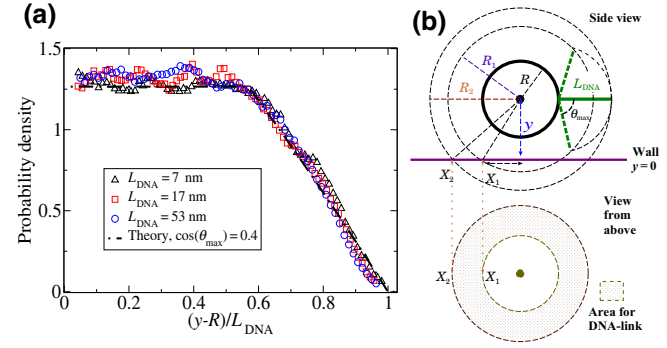 (a)
Probability density
1.5
1
0.5
0
L_DNA = 7 nm
L_DNA = 17 nm
L_DNA = 53 nm
Theory, cos(θ_max) = 0.4
0 0.2 0.4 0.6 0.8 1
(y-R)/L_DNA
(b)
Side view
R_1
R
R_2
L_DNA
θ_max
y
Wall
y = 0
X_2
X_1
View
from
above
X_2
X_1
Area for
DNA-link